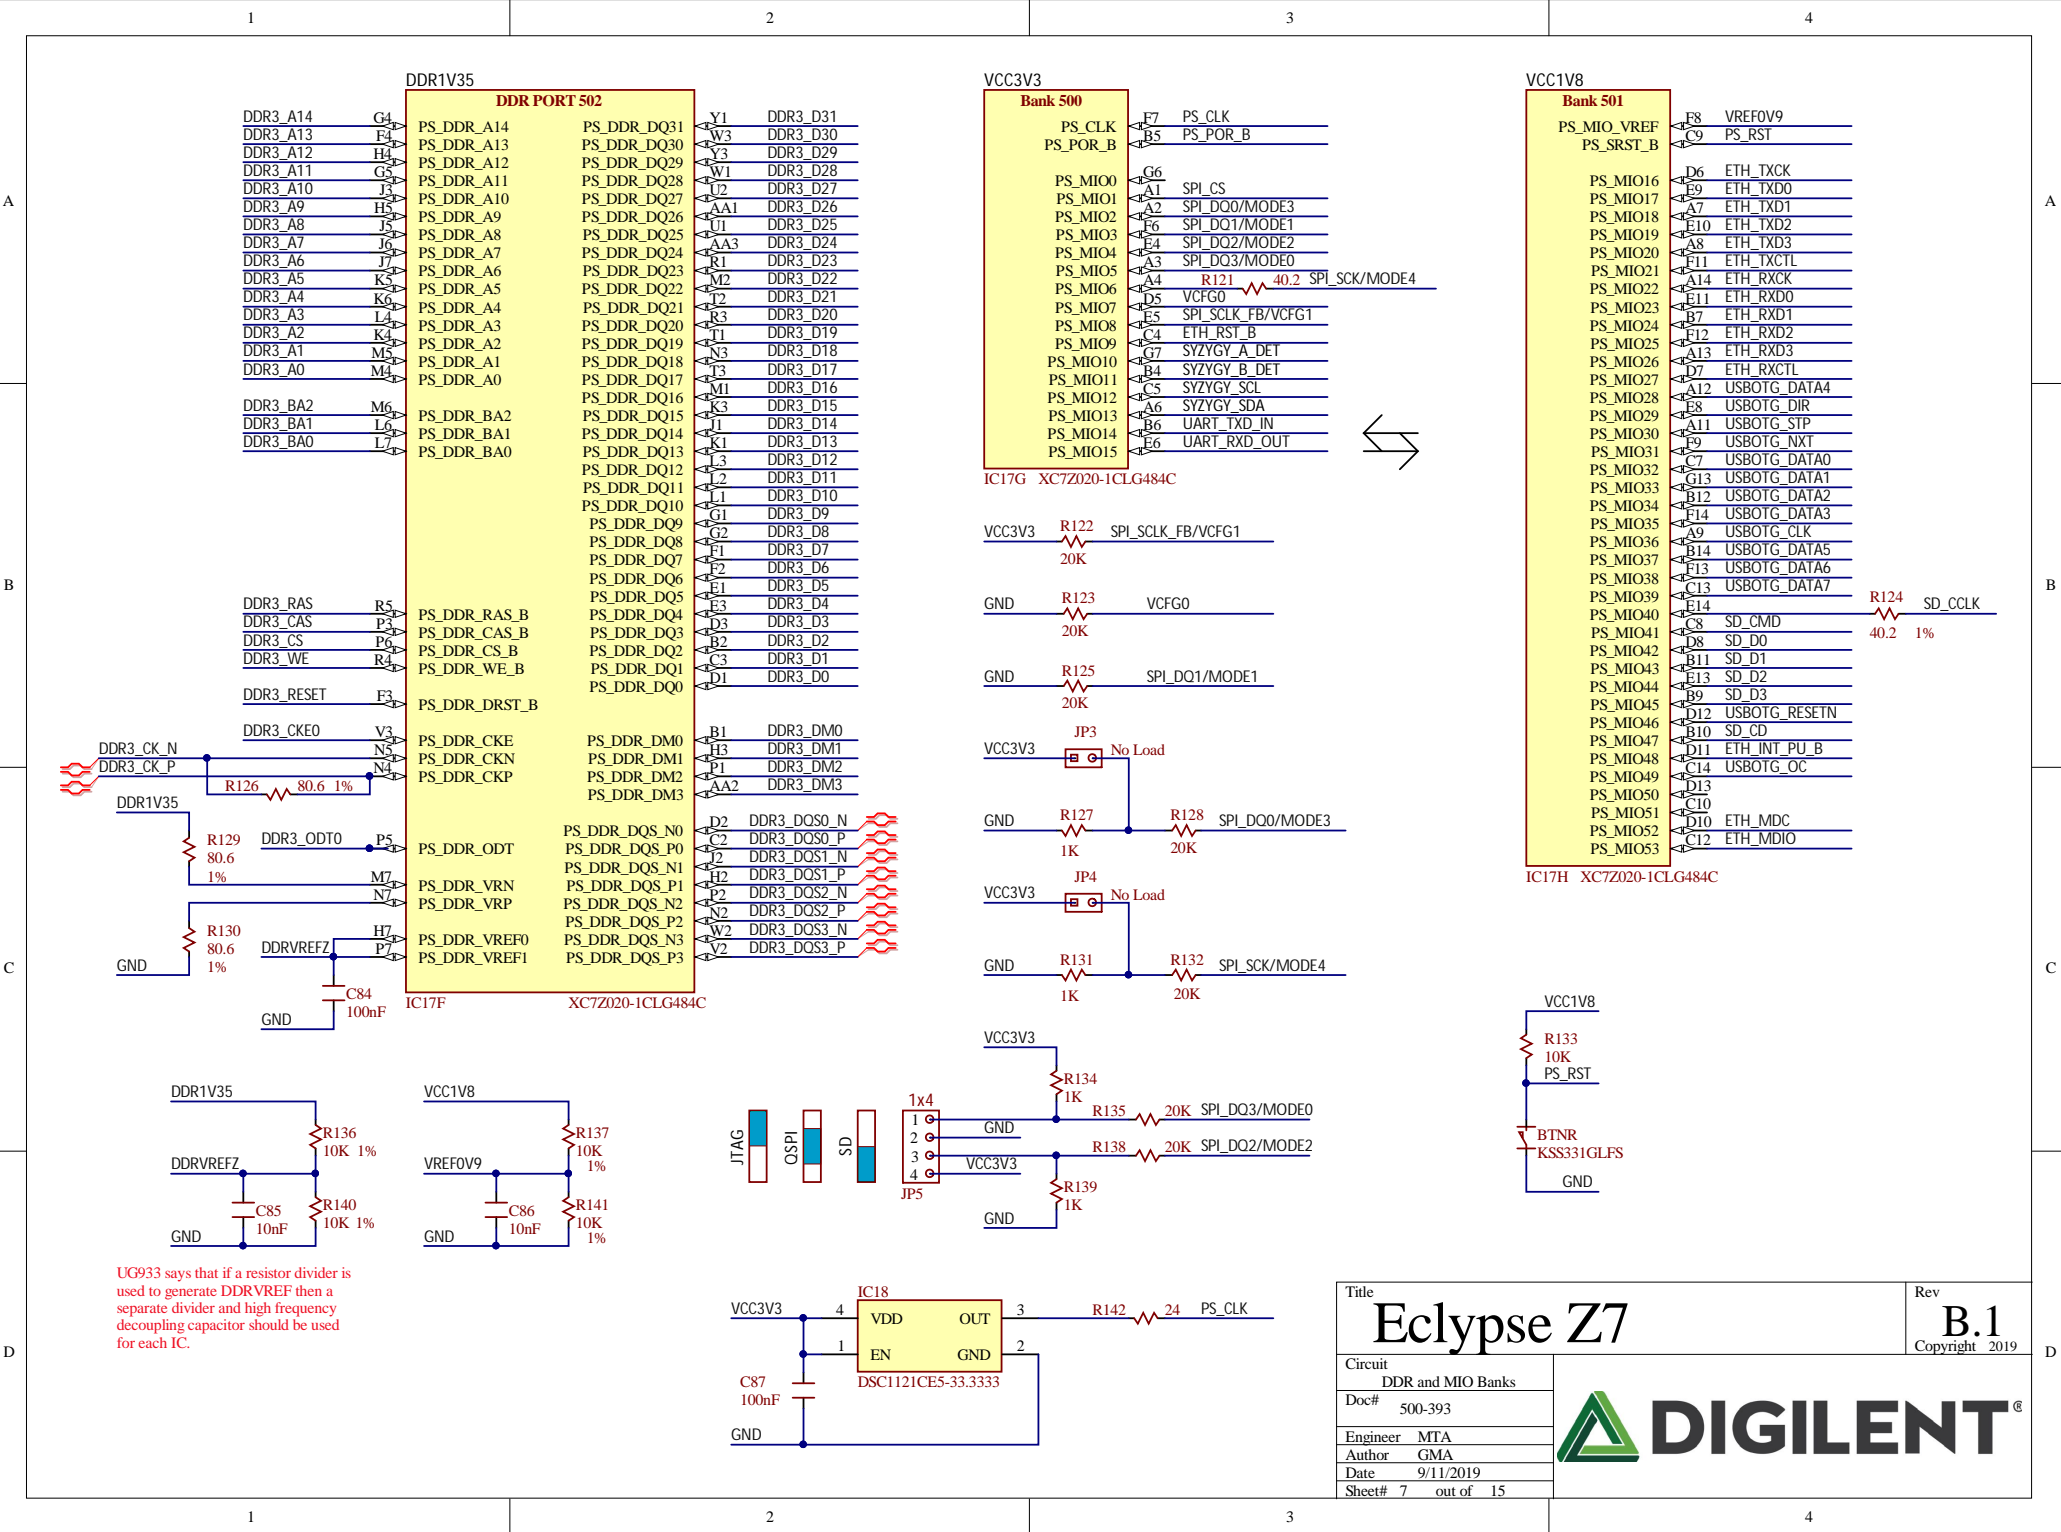 1 2 3 4
A A
B B
C C
D D
1 2 3 4
DDR1V35
DDR PORT 502
DDR3_A14 G4 PS_DDR_A14
DDR3_A13 F4 PS_DDR_A13
DDR3_A12 H4 PS_DDR_A12
DDR3_A11 G5 PS_DDR_A11
DDR3_A10 J3 PS_DDR_A10
DDR3_A9 H5 PS_DDR_A9
DDR3_A8 J5 PS_DDR_A8
DDR3_A7 J6 PS_DDR_A7
DDR3_A6 J7 PS_DDR_A6
DDR3_A5 K5 PS_DDR_A5
DDR3_A4 K6 PS_DDR_A4
DDR3_A3 L4 PS_DDR_A3
DDR3_A2 K4 PS_DDR_A2
DDR3_A1 M5 PS_DDR_A1
DDR3_A0 M4 PS_DDR_A0
DDR3_BA2 M6 PS_DDR_BA2
DDR3_BA1 L6 PS_DDR_BA1
DDR3_BA0 L7 PS_DDR_BA0
DDR3_RAS R5 PS_DDR_RAS_B
DDR3_CAS P3 PS_DDR_CAS_B
DDR3_CS P6 PS_DDR_CS_B
DDR3_WE R4 PS_DDR_WE_B
DDR3_RESET F3 PS_DDR_DRST_B
DDR3_CKE0 V3 PS_DDR_CKE
DDR3_CK_N N5 PS_DDR_CKN
DDR3_CK_P N4 PS_DDR_CKP
R126 80.6 1%
DDR1V35
R129
80.6
1%
DDR3_ODT0 P5 PS_DDR_ODT
M7 PS_DDR_VRN
N7 PS_DDR_VRP
R130
80.6
1%
GND
DDRVREFZ H7 PS_DDR_VREF0
P7 PS_DDR_VREF1
C84
100nF
GND
PS_DDR_DQ31 Y1 DDR3_D31
PS_DDR_DQ30 W3 DDR3_D30
PS_DDR_DQ29 Y3 DDR3_D29
PS_DDR_DQ28 W1 DDR3_D28
PS_DDR_DQ27 U2 DDR3_D27
PS_DDR_DQ26 AA1 DDR3_D26
PS_DDR_DQ25 U1 DDR3_D25
PS_DDR_DQ24 AA3 DDR3_D24
PS_DDR_DQ23 R1 DDR3_D23
PS_DDR_DQ22 M2 DDR3_D22
PS_DDR_DQ21 T2 DDR3_D21
PS_DDR_DQ20 R3 DDR3_D20
PS_DDR_DQ19 T1 DDR3_D19
PS_DDR_DQ18 N3 DDR3_D18
PS_DDR_DQ17 T3 DDR3_D17
PS_DDR_DQ16 M1 DDR3_D16
PS_DDR_DQ15 K3 DDR3_D15
PS_DDR_DQ14 J1 DDR3_D14
PS_DDR_DQ13 K1 DDR3_D13
PS_DDR_DQ12 L3 DDR3_D12
PS_DDR_DQ11 L2 DDR3_D11
PS_DDR_DQ10 L1 DDR3_D10
PS_DDR_DQ9 G1 DDR3_D9
PS_DDR_DQ8 G2 DDR3_D8
PS_DDR_DQ7 F1 DDR3_D7
PS_DDR_DQ6 F2 DDR3_D6
PS_DDR_DQ5 E1 DDR3_D5
PS_DDR_DQ4 E3 DDR3_D4
PS_DDR_DQ3 D3 DDR3_D3
PS_DDR_DQ2 B2 DDR3_D2
PS_DDR_DQ1 C3 DDR3_D1
PS_DDR_DQ0 D1 DDR3_D0
PS_DDR_DM0 B1 DDR3_DM0
PS_DDR_DM1 H3 DDR3_DM1
PS_DDR_DM2 P1 DDR3_DM2
PS_DDR_DM3 AA2 DDR3_DM3
PS_DDR_DQS_N0 D2 DDR3_DQS0_N
PS_DDR_DQS_P0 C2 DDR3_DQS0_P
PS_DDR_DQS_N1 J2 DDR3_DQS1_N
PS_DDR_DQS_P1 H2 DDR3_DQS1_P
PS_DDR_DQS_N2 P2 DDR3_DQS2_N
PS_DDR_DQS_P2 N2 DDR3_DQS2_P
PS_DDR_DQS_N3 W2 DDR3_DQS3_N
PS_DDR_DQS_P3 V2 DDR3_DQS3_P
IC17F XC7Z020-1CLG484C
VCC3V3
Bank 500
PS_CLK F7 PS_CLK
PS_POR_B B5 PS_POR_B
PS_MIO0 G6
PS_MIO1 A1 SPI_CS
PS_MIO2 A2 SPI_DQ0/MODE3
PS_MIO3 F6 SPI_DQ1/MODE1
PS_MIO4 E4 SPI_DQ2/MODE2
PS_MIO5 A3 SPI_DQ3/MODE0
PS_MIO6 A4 R121 40.2 SPI_SCK/MODE4
PS_MIO7 D5 VCFG0
PS_MIO8 E5 SPI_SCLK_FB/VCFG1
PS_MIO9 C4 ETH_RST_B
PS_MIO10 G7 SYZYGY_A_DET
PS_MIO11 B4 SYZYGY_B_DET
PS_MIO12 C5 SYZYGY_SCL
PS_MIO13 A6 SYZYGY_SDA
PS_MIO14 B6 UART_TXD_IN
PS_MIO15 E6 UART_RXD_OUT
IC17G XC7Z020-1CLG484C
VCC3V3 R122 SPI_SCLK_FB/VCFG1
20K
GND R123 VCFG0
20K
GND R125 SPI_DQ1/MODE1
20K
JP3
VCC3V3 No Load
GND R127 R128 SPI_DQ0/MODE3
1K 20K
JP4
VCC3V3 No Load
GND R131 R132 SPI_SCK/MODE4
1K 20K
VCC3V3
R134
1K
1x4
1 R135 20K SPI_DQ3/MODE0
2 GND
3 R138 20K SPI_DQ2/MODE2
4 VCC3V3
JP5
R139
1K
GND
JTAG
QSPI
SD
VCC1V8
Bank 501
PS_MIO_VREF F8 VREF0V9
PS_SRST_B C9 PS_RST
PS_MIO16 D6 ETH_TXCK
PS_MIO17 E9 ETH_TXD0
PS_MIO18 A7 ETH_TXD1
PS_MIO19 E10 ETH_TXD2
PS_MIO20 A8 ETH_TXD3
PS_MIO21 F11 ETH_TXCTL
PS_MIO22 A14 ETH_RXCK
PS_MIO23 E11 ETH_RXD0
PS_MIO24 B7 ETH_RXD1
PS_MIO25 F12 ETH_RXD2
PS_MIO26 A13 ETH_RXD3
PS_MIO27 D7 ETH_RXCTL
PS_MIO28 A12 USBOTG_DATA4
PS_MIO29 E8 USBOTG_DIR
PS_MIO30 A11 USBOTG_STP
PS_MIO31 F9 USBOTG_NXT
PS_MIO32 C7 USBOTG_DATA0
PS_MIO33 G13 USBOTG_DATA1
PS_MIO34 B12 USBOTG_DATA2
PS_MIO35 F14 USBOTG_DATA3
PS_MIO36 A9 USBOTG_CLK
PS_MIO37 B14 USBOTG_DATA5
PS_MIO38 F13 USBOTG_DATA6
PS_MIO39 C13 USBOTG_DATA7
PS_MIO40 E14 R124 SD_CCLK
40.2 1%
PS_MIO41 C8 SD_CMD
PS_MIO42 D8 SD_D0
PS_MIO43 B11 SD_D1
PS_MIO44 E13 SD_D2
PS_MIO45 B9 SD_D3
PS_MIO46 D12 USBOTG_RESETN
PS_MIO47 B10 SD_CD
PS_MIO48 D11 ETH_INT_PU_B
PS_MIO49 C14 USBOTG_OC
PS_MIO50 D13
PS_MIO51 C10
PS_MIO52 D10 ETH_MDC
PS_MIO53 C12 ETH_MDIO
IC17H XC7Z020-1CLG484C
VCC1V8
R133
10K
PS_RST
BTNR
KSS331GLFS
GND
DDR1V35
R136
10K 1%
DDRVREFZ
C85
10nF
R140
10K 1%
GND
VCC1V8
R137
10K
1%
VREF0V9
C86
10nF
R141
10K
1%
GND
UG933 says that if a resistor divider is
used to generate DDRVREF then a
separate divider and high frequency
decoupling capacitor should be used
for each IC.
IC18
VCC3V3 4 VDD OUT 3 R142 24 PS_CLK
1 EN GND 2
DSC1121CE5-33.3333
C87
100nF
GND
Title
Eclypse Z7
Rev
B.1
Copyright 2019
Circuit
DDR and MIO Banks
Doc#
500-393
Engineer MTA
Author GMA
Date 9/11/2019
Sheet# 7 out of 15
DIGILENT®